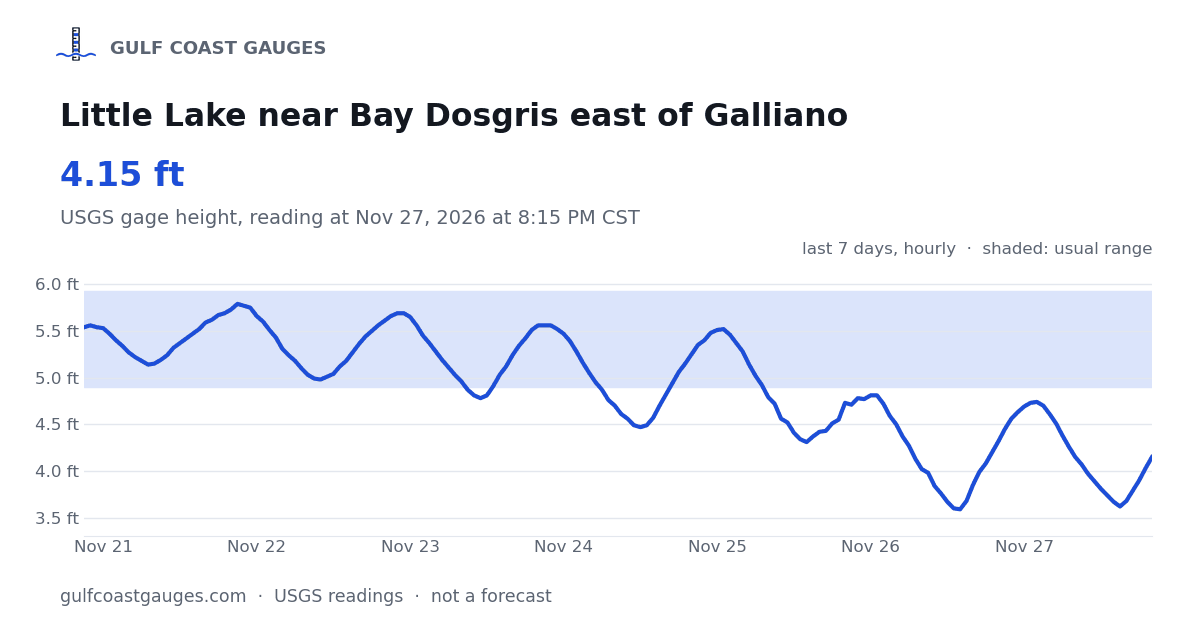 GULF COAST GAUGES
Little Lake near Bay Dosgris east of Galliano
4.15 ft
USGS gage height, reading at Nov 27, 2026 at 8:15 PM CST
last 7 days, hourly · shaded: usual range
6.0 ft
5.5 ft
5.0 ft
4.5 ft
4.0 ft
3.5 ft
Nov 21 Nov 22 Nov 23 Nov 24 Nov 25 Nov 26 Nov 27
gulfcoastgauges.com · USGS readings · not a forecast